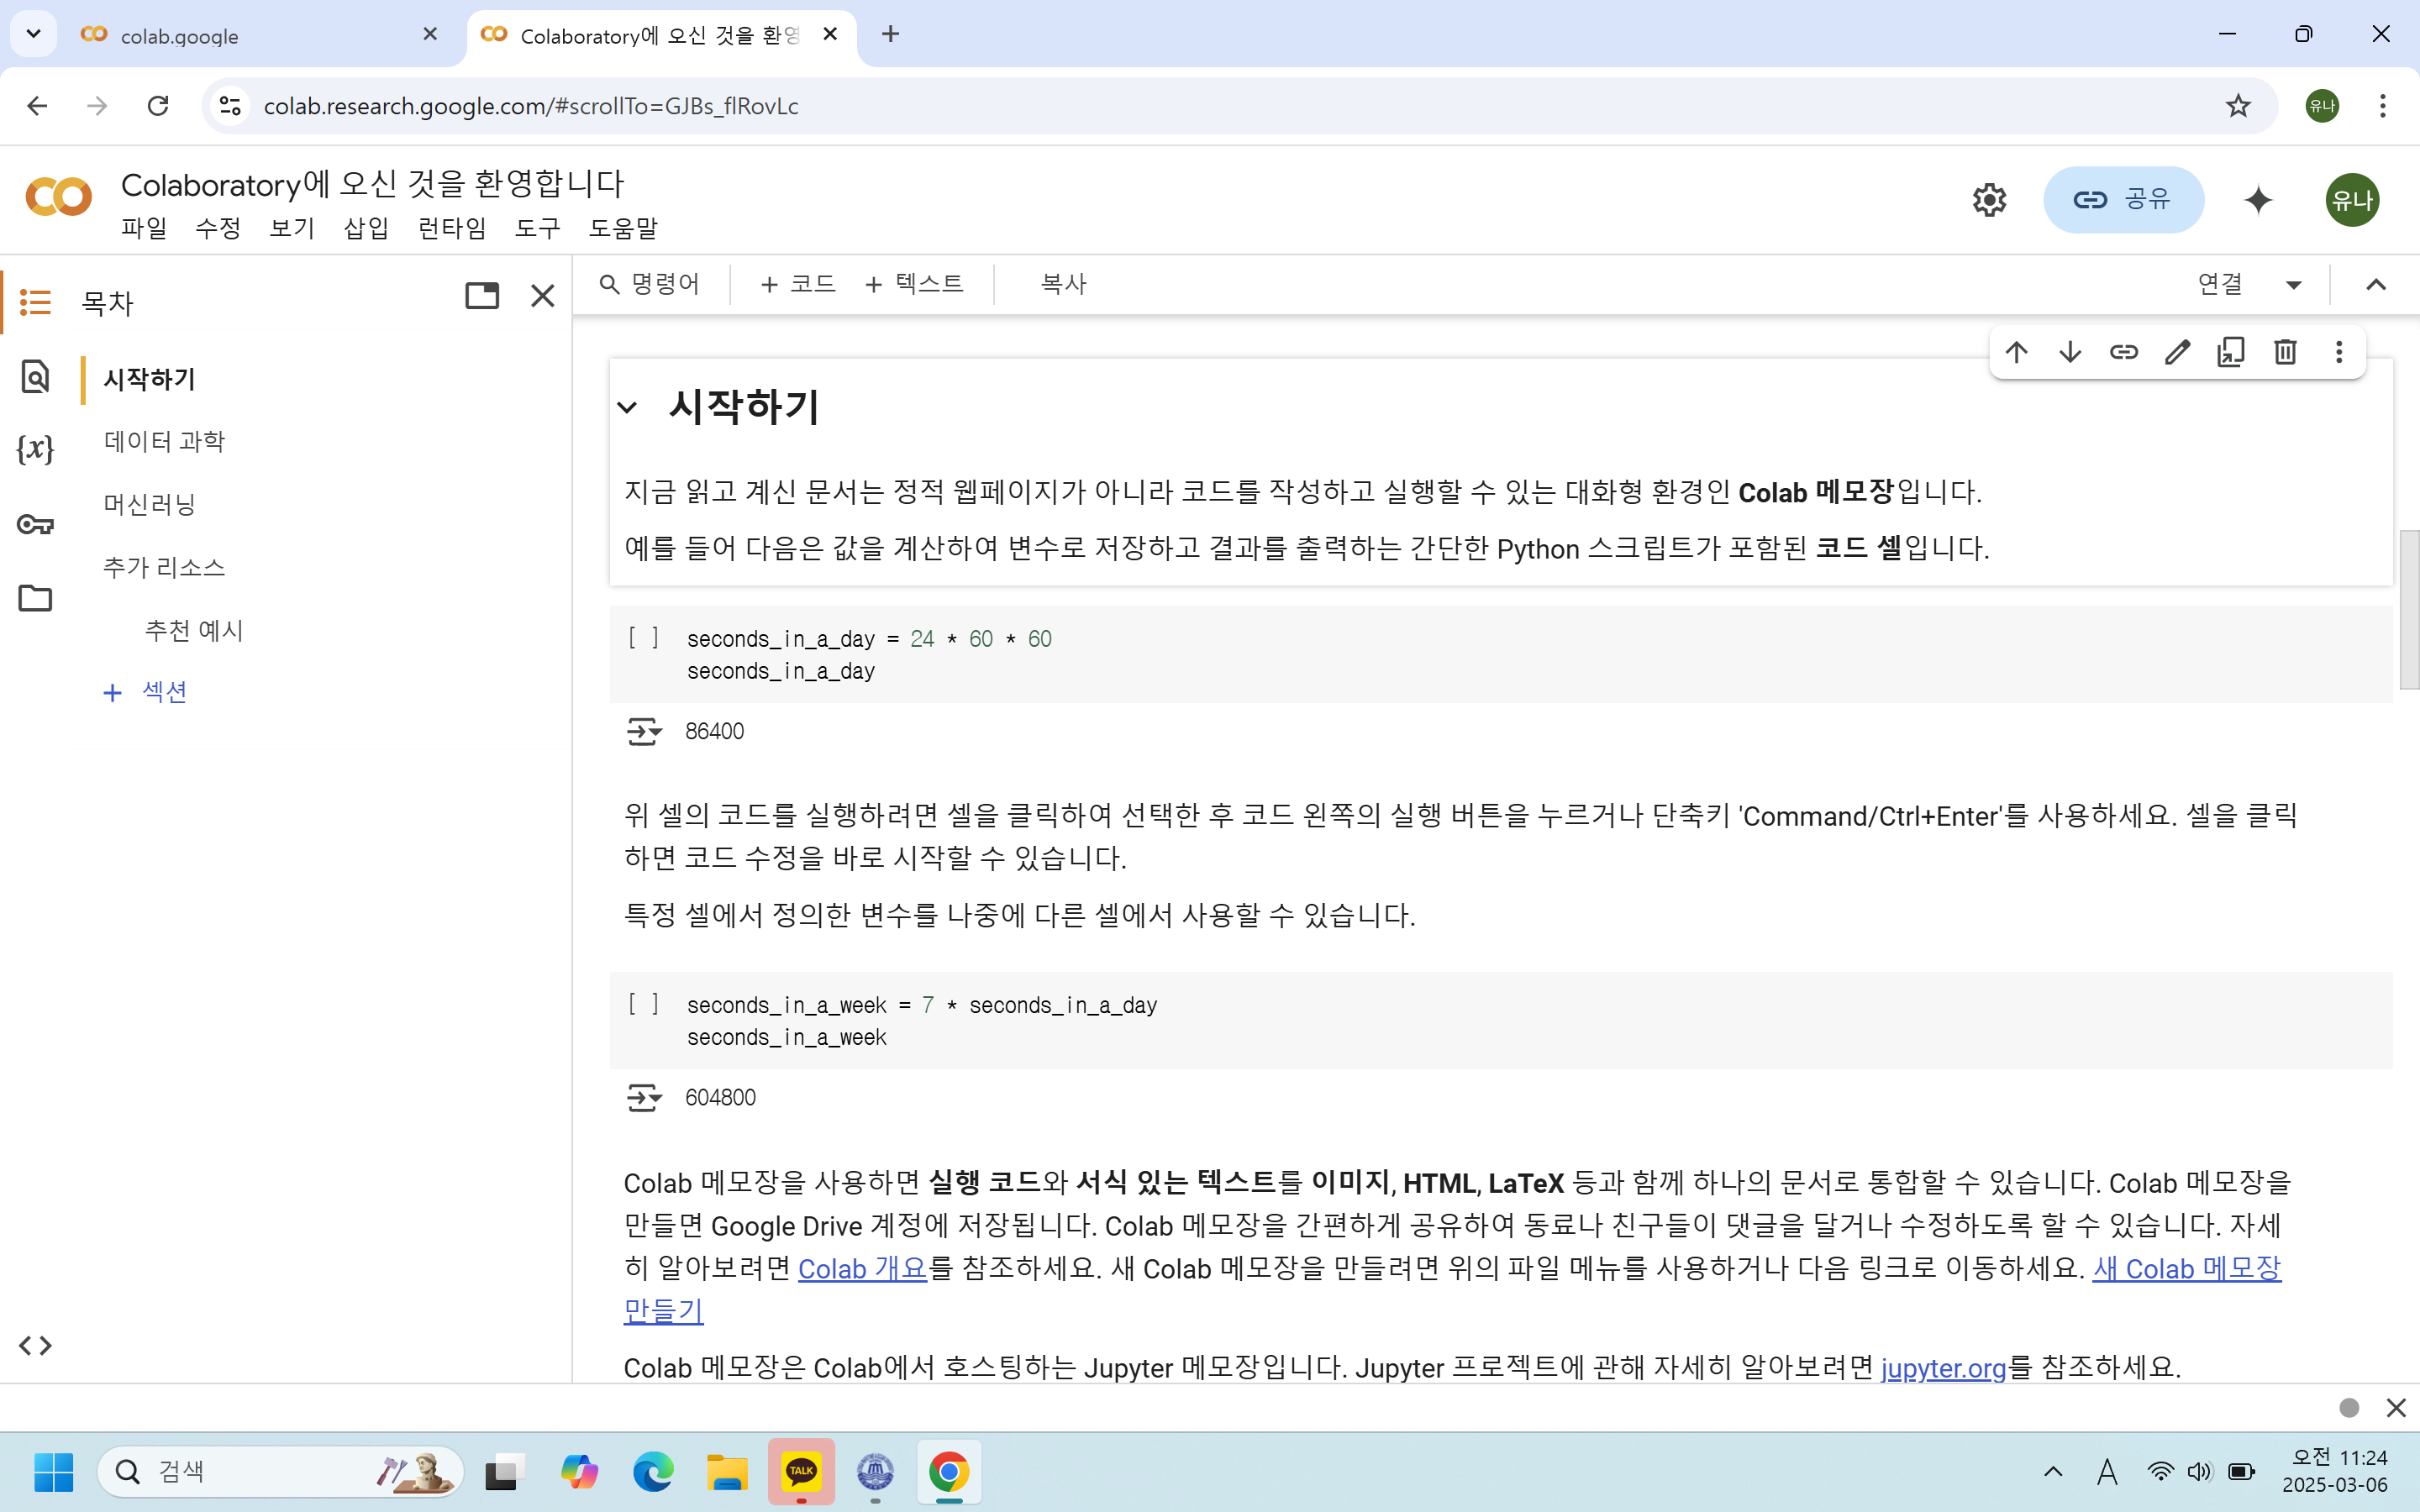 colab.google
Colaboratory에 오신 것을 환영
colab.research.google.com/#scrollTo=GJBs_flRovLc
유나
Colaboratory에 오신 것을 환영합니다
파일 수정 보기 삽입 런타임 도구 도움말
공유
유나
목차
명령어 + 코드 + 텍스트 복사
연결
시작하기
데이터 과학
머신러닝
추가 리소스
추천 예시
+ 섹션
{x}
시작하기
지금 읽고 계신 문서는 정적 웹페이지가 아니라 코드를 작성하고 실행할 수 있는 대화형 환경인 Colab 메모장입니다.
예를 들어 다음은 값을 계산하여 변수로 저장하고 결과를 출력하는 간단한 Python 스크립트가 포함된 코드 셀입니다.
[ ] seconds_in_a_day = 24 * 60 * 60
seconds_in_a_day
86400
위 셀의 코드를 실행하려면 셀을 클릭하여 선택한 후 코드 왼쪽의 실행 버튼을 누르거나 단축키 'Command/Ctrl+Enter'를 사용하세요. 셀을 클릭
하면 코드 수정을 바로 시작할 수 있습니다.
특정 셀에서 정의한 변수를 나중에 다른 셀에서 사용할 수 있습니다.
[ ] seconds_in_a_week = 7 * seconds_in_a_day
seconds_in_a_week
604800
Colab 메모장을 사용하면 실행 코드와 서식 있는 텍스트를 이미지, HTML, LaTeX 등과 함께 하나의 문서로 통합할 수 있습니다. Colab 메모장을
만들면 Google Drive 계정에 저장됩니다. Colab 메모장을 간편하게 공유하여 동료나 친구들이 댓글을 달거나 수정하도록 할 수 있습니다. 자세
히 알아보려면 Colab 개요를 참조하세요. 새 Colab 메모장을 만들려면 위의 파일 메뉴를 사용하거나 다음 링크로 이동하세요. 새 Colab 메모장
만들기
Colab 메모장은 Colab에서 호스팅하는 Jupyter 메모장입니다. Jupyter 프로젝트에 관해 자세히 알아보려면 jupyter.org를 참조하세요.
검색
TALK
A
오전 11:24
2025-03-06